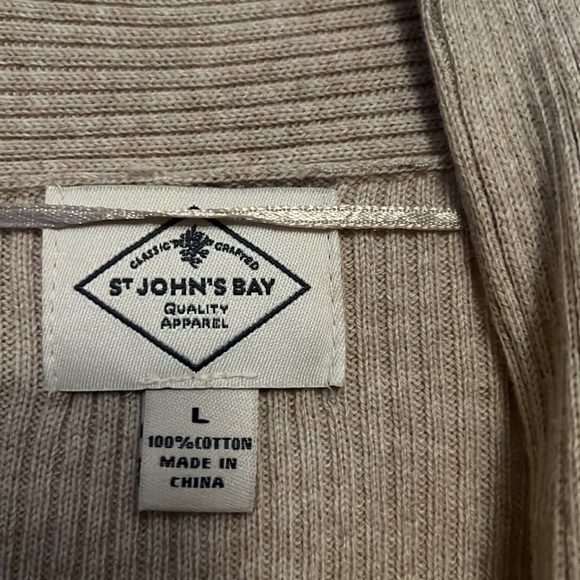 CLASSIC CRAFTED
ST JOHN'S BAY
QUALITY
APPAREL
L
100% COTTON
MADE IN
CHINA